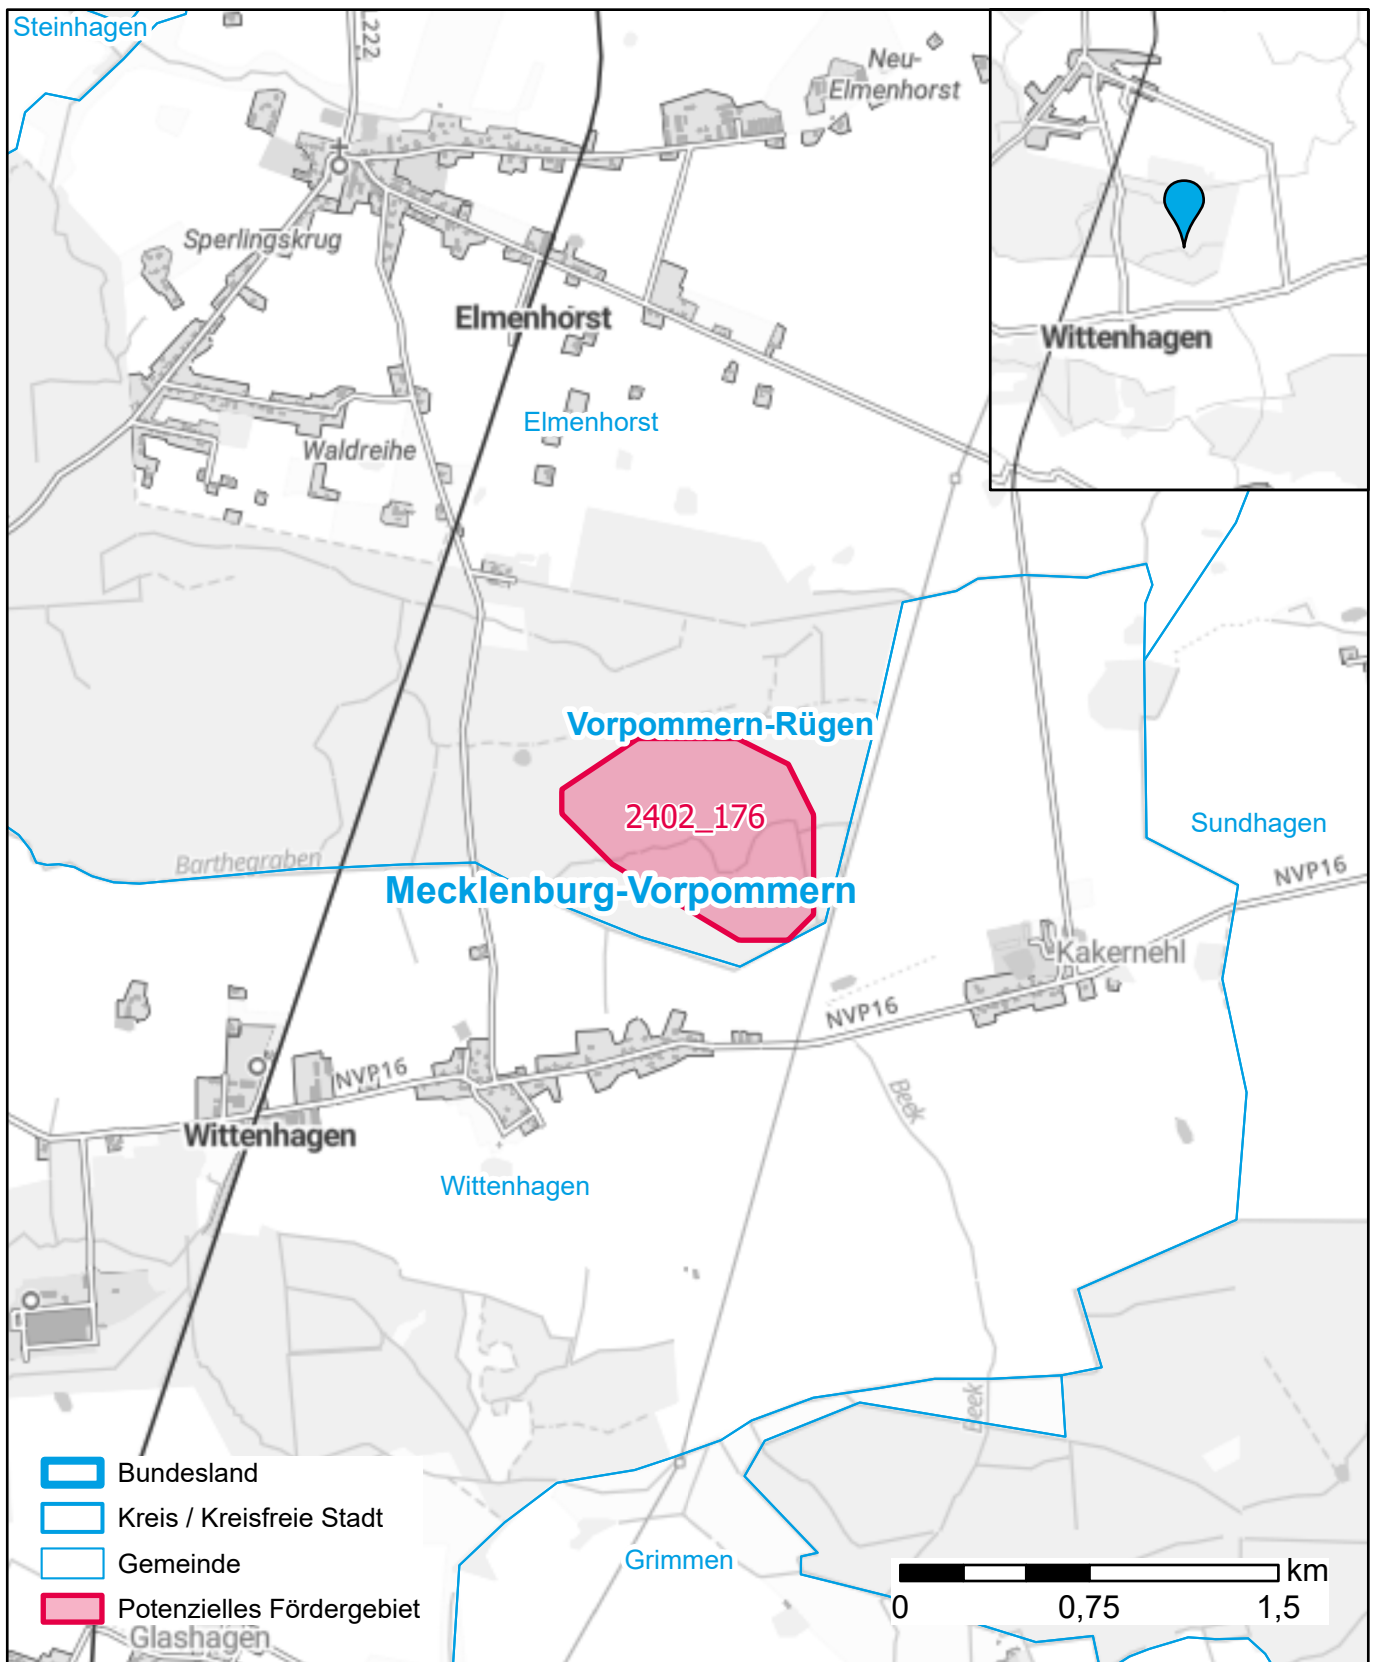 Steinhagen
L222
Neu-
Elmenhorst
Sperlingskrug
Elmenhorst
Wittenhagen
Elmenhorst
Waldreihe
Vorpommern-Rügen
2402_176
Sundhagen
Barthegraben
NVP16
Mecklenburg-Vorpommern
Kakernehl
NVP16
NVP16
Beek
Wittenhagen
Wittenhagen
Beek
Bundesland
Kreis / Kreisfreie Stadt
Gemeinde
Grimmen
km
Potenzielles Fördergebiet
0 0,75 1,5
Glashagen